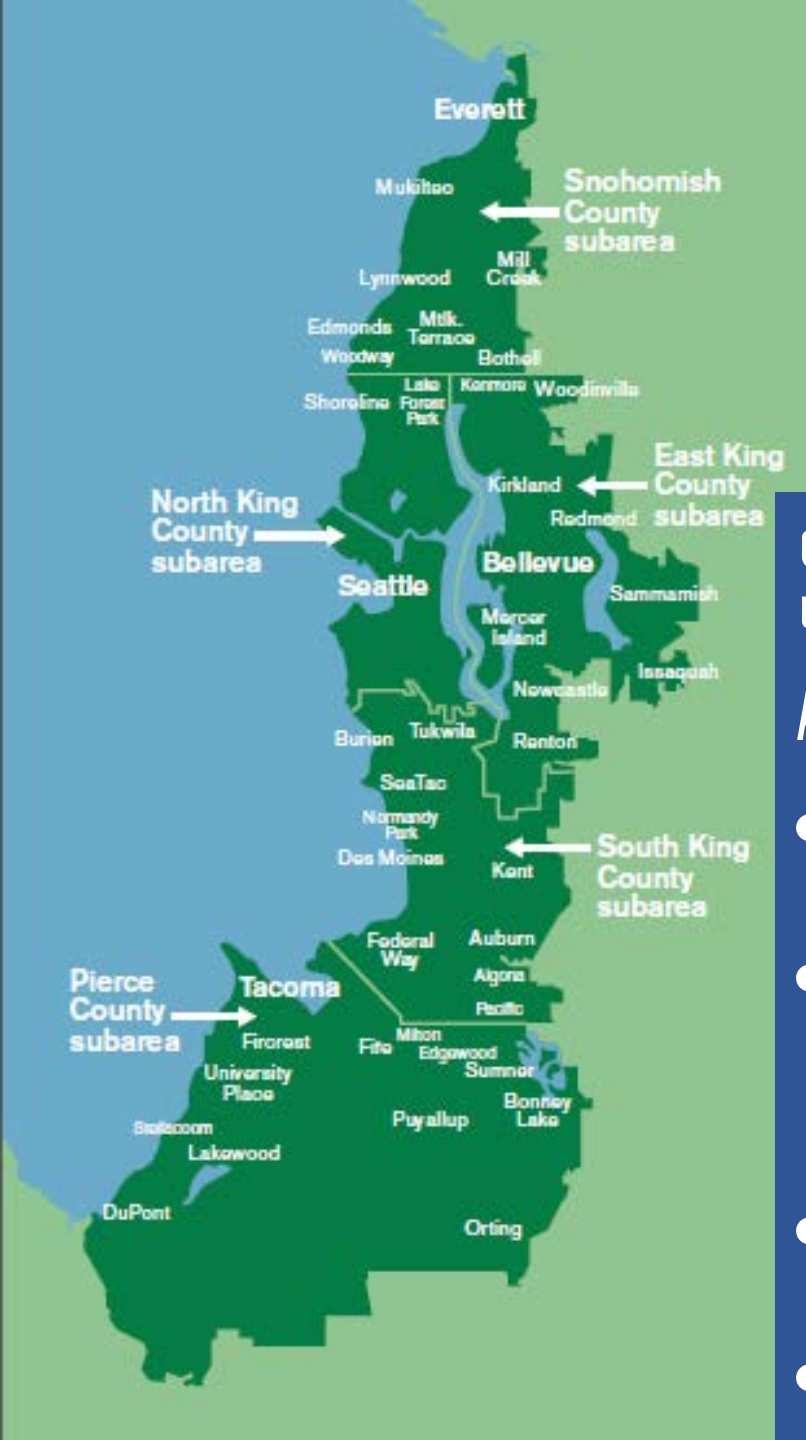 Everett
Mukilteo
Snohomish
County
subarea
Mill
Creek
Lynnwood
Edmonds
Mtlk.
Terrace
Woodway
Bothell
Lake
Forest
Park
Kenmore
Woodinville
Shoreline
East King
County
subarea
Kirkland
Redmond
North King
County
subarea
Bellevue
Seattle
Sammamish
Mercer
Island
Issaquah
Newcastle
Tukwila
Burien
Renton
SeaTac
Normandy
Park
Des Moines
South King
County
subarea
Kent
Federal
Way
Auburn
Algona
Pacific
Pierce
County
subarea
Tacoma
Fircrest
Fife
Milton
Edgewood
Sumner
University
Place
Bonney
Lake
Puyallup
Steilacoom
Lakewood
DuPont
Orting